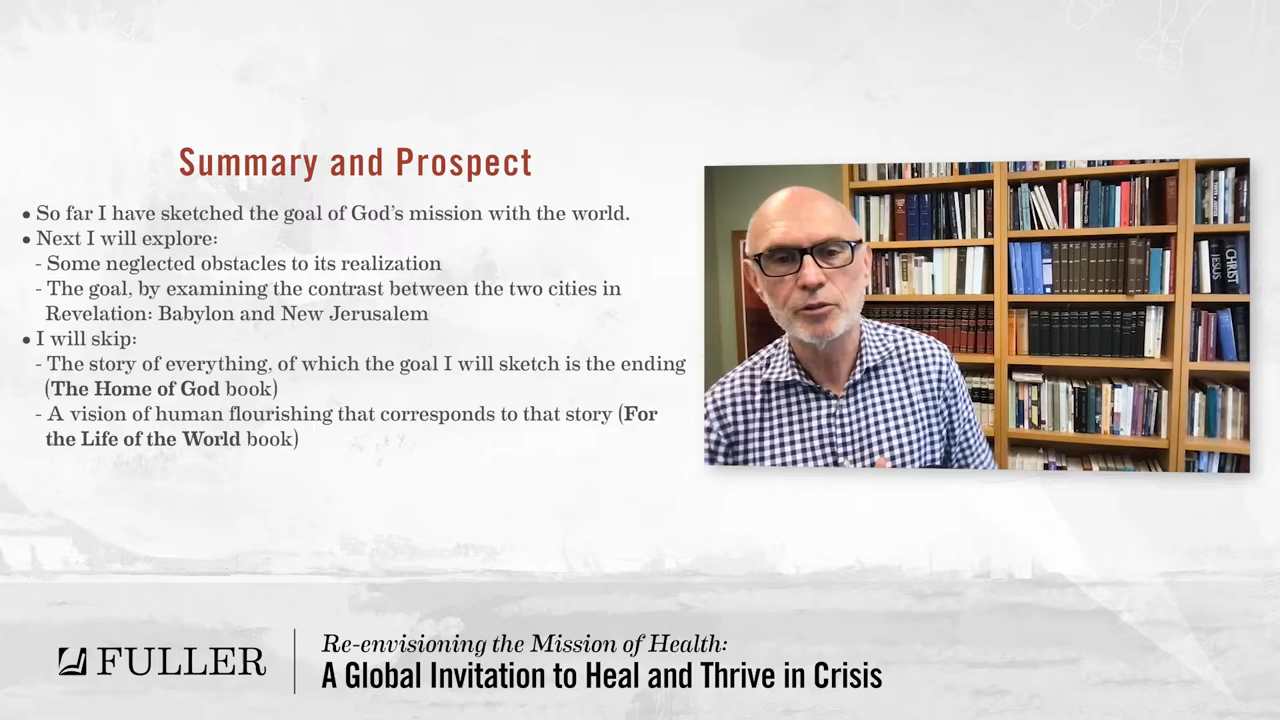 Summary and Prospect
• So far I have sketched the goal of God's mission with the world.
• Next I will explore:
- Some neglected obstacles to its realization
- The goal, by examining the contrast between the two cities in
Revelation: Babylon and New Jerusalem
• I will skip:
- The story of everything, of which the goal I will sketch is the ending
(The Home of God book)
- A vision of human flourishing that corresponds to that story (For
the Life of the World book)
CHRIST
JESUS
FULLER
Re-envisioning the Mission of Health:
A Global Invitation to Heal and Thrive in Crisis